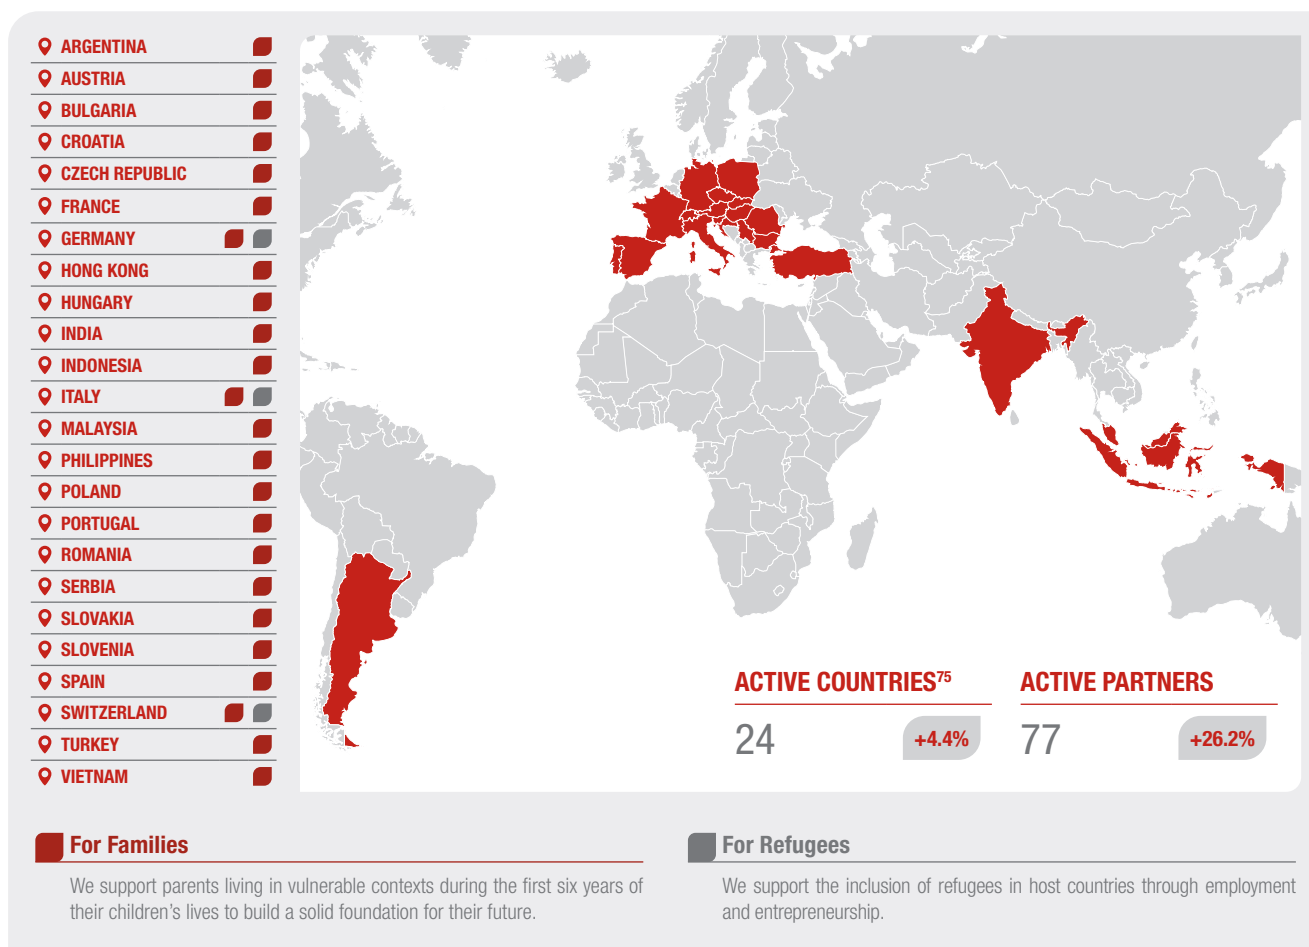 ARGENTINA
AUSTRIA
BULGARIA
CROATIA
CZECH REPUBLIC
FRANCE
GERMANY
HONG KONG
HUNGARY
INDIA
INDONESIA
ITALY
MALAYSIA
PHILIPPINES
POLAND
PORTUGAL
ROMANIA
SERBIA
SLOVAKIA
SLOVENIA
SPAIN
SWITZERLAND
TURKEY
VIETNAM
ACTIVE COUNTRIES75
24
+4.4%
ACTIVE PARTNERS
77
+26.2%
For Families
We support parents living in vulnerable contexts during the first six years of
their children’s lives to build a solid foundation for their future.
For Refugees
We support the inclusion of refugees in host countries through employment
and entrepreneurship.